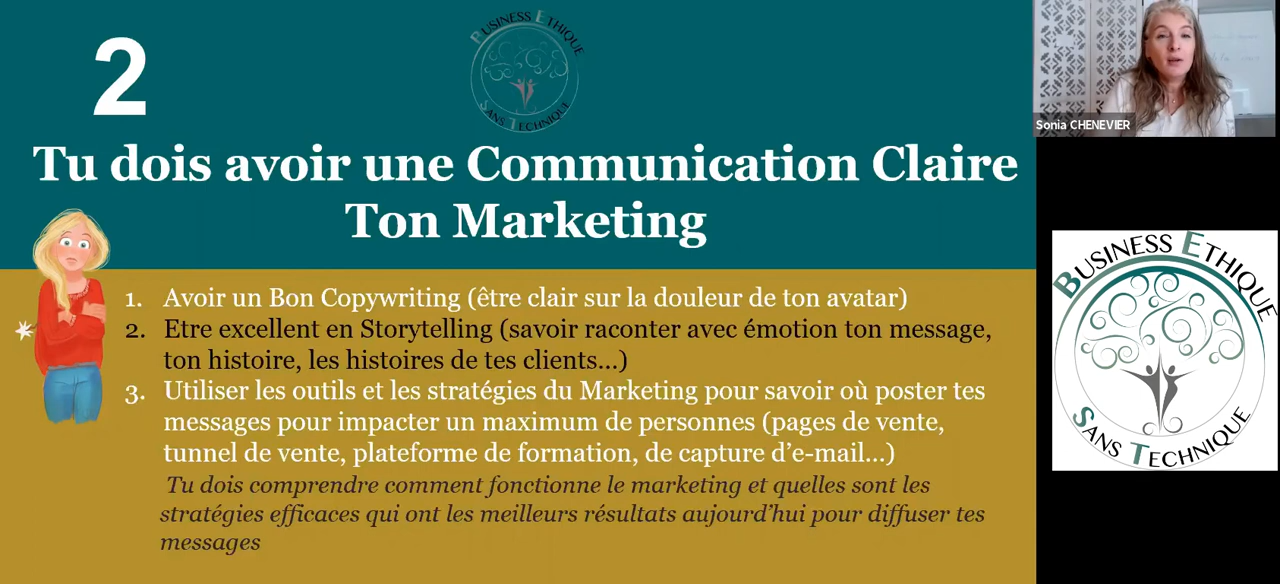 BUSINESS ETHIQUE
SANS TECHNIQUE
2
Tu dois avoir une Communication Claire
Ton Marketing
1. Avoir un Bon Copywriting (être clair sur la douleur de ton avatar)
2. Etre excellent en Storytelling (savoir raconter avec émotion ton message,
ton histoire, les histoires de tes clients...)
3. Utiliser les outils et les stratégies du Marketing pour savoir où poster tes
messages pour impacter un maximum de personnes (pages de vente,
tunnel de vente, plateforme de formation, de capture d’e-mail...)
Tu dois comprendre comment fonctionne le marketing et quelles sont les
stratégies efficaces qui ont les meilleurs résultats aujourd’hui pour diffuser tes
messages
Sonia CHENEVIER
BUSINESS ETHIQUE
SANS TECHNIQUE